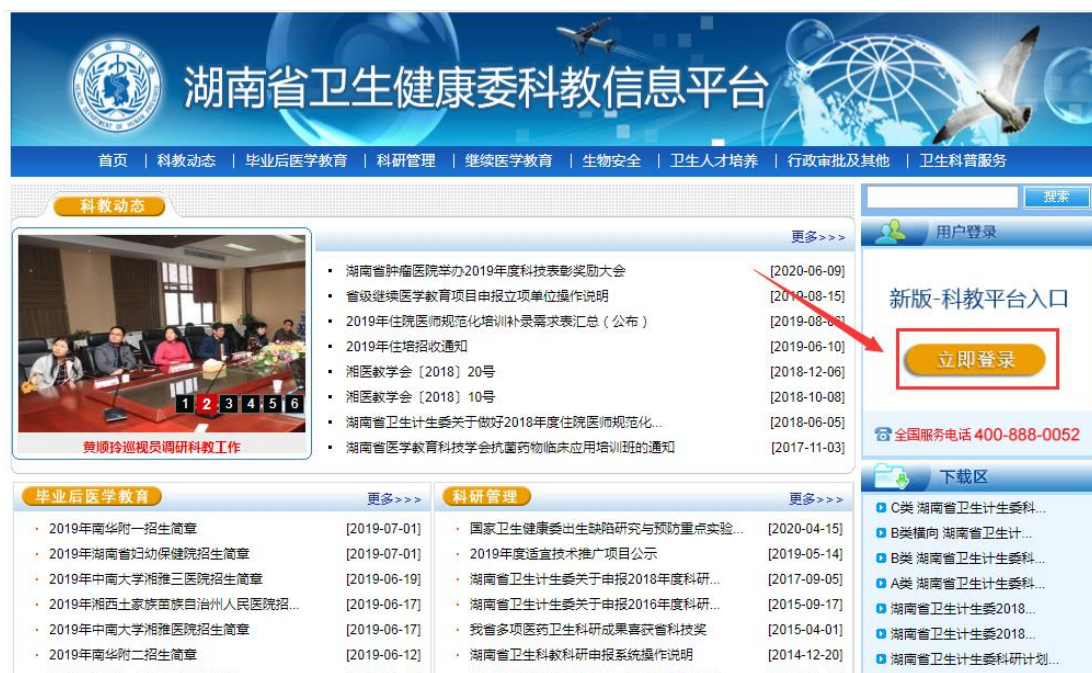 湖南省卫生健康委科教信息平台
首页 | 科教动态 | 毕业后医学教育 | 科研管理 | 继续医学教育 | 生物安全 | 卫生人才培养 | 行政审批及其他 | 卫生科普服务
科教动态
更多>>>
湖南省肿瘤医院举办2019年度科技表彰奖励大会 [2020-06-09]
省级继续医学教育项目申报立项单位操作说明 [2019-08-15]
2019年住院医师规范化培训补录需求表汇总(公布) [2019-08-06]
2019年住培招收通知 [2019-06-10]
湘医教学会〔2018〕20号 [2018-12-06]
湘医教学会〔2018〕10号 [2018-10-08]
湖南省卫生计生委关于做好2018年度住院医师规范化... [2018-06-05]
湖南省医学教育科技学会抗菌药物临床应用培训班的通知 [2017-11-03]
1 2 3 4 5 6
黄顺玲巡视员调研科教工作
搜索
用户登录
新版-科教平台入口
立即登录
全国服务电话 400-888-0052
毕业后医学教育
更多>>>
2019年南华附一招生简章 [2019-07-01]
2019年湖南省妇幼保健院招生简章 [2019-07-01]
2019年中南大学湘雅三医院招生简章 [2019-06-19]
2019年湘西土家族苗族自治州人民医院招... [2019-06-17]
2019年中南大学湘雅医院招生简章 [2019-06-17]
2019年南华附二招生简章 [2019-06-12]
科研管理
更多>>>
国家卫生健康委出生缺陷研究与预防重点实验... [2020-04-15]
2019年度适宜技术推广项目公示 [2019-05-14]
湖南省卫生计生委关于申报2018年度科研... [2017-09-05]
湖南省卫生计生委关于申报2016年度科研... [2015-09-17]
我省多项医药卫生科研成果喜获省科技奖 [2015-04-01]
湖南省卫生科教科研申报系统操作说明 [2014-12-20]
下载区
C类 湖南省卫生计生委科...
B类横向 湖南省卫生计...
B类 湖南省卫生计生委科...
A类 湖南省卫生计生委科...
湖南省卫生计生委2018...
湖南省卫生计生委2018...
湖南省卫生计生委科研计划...